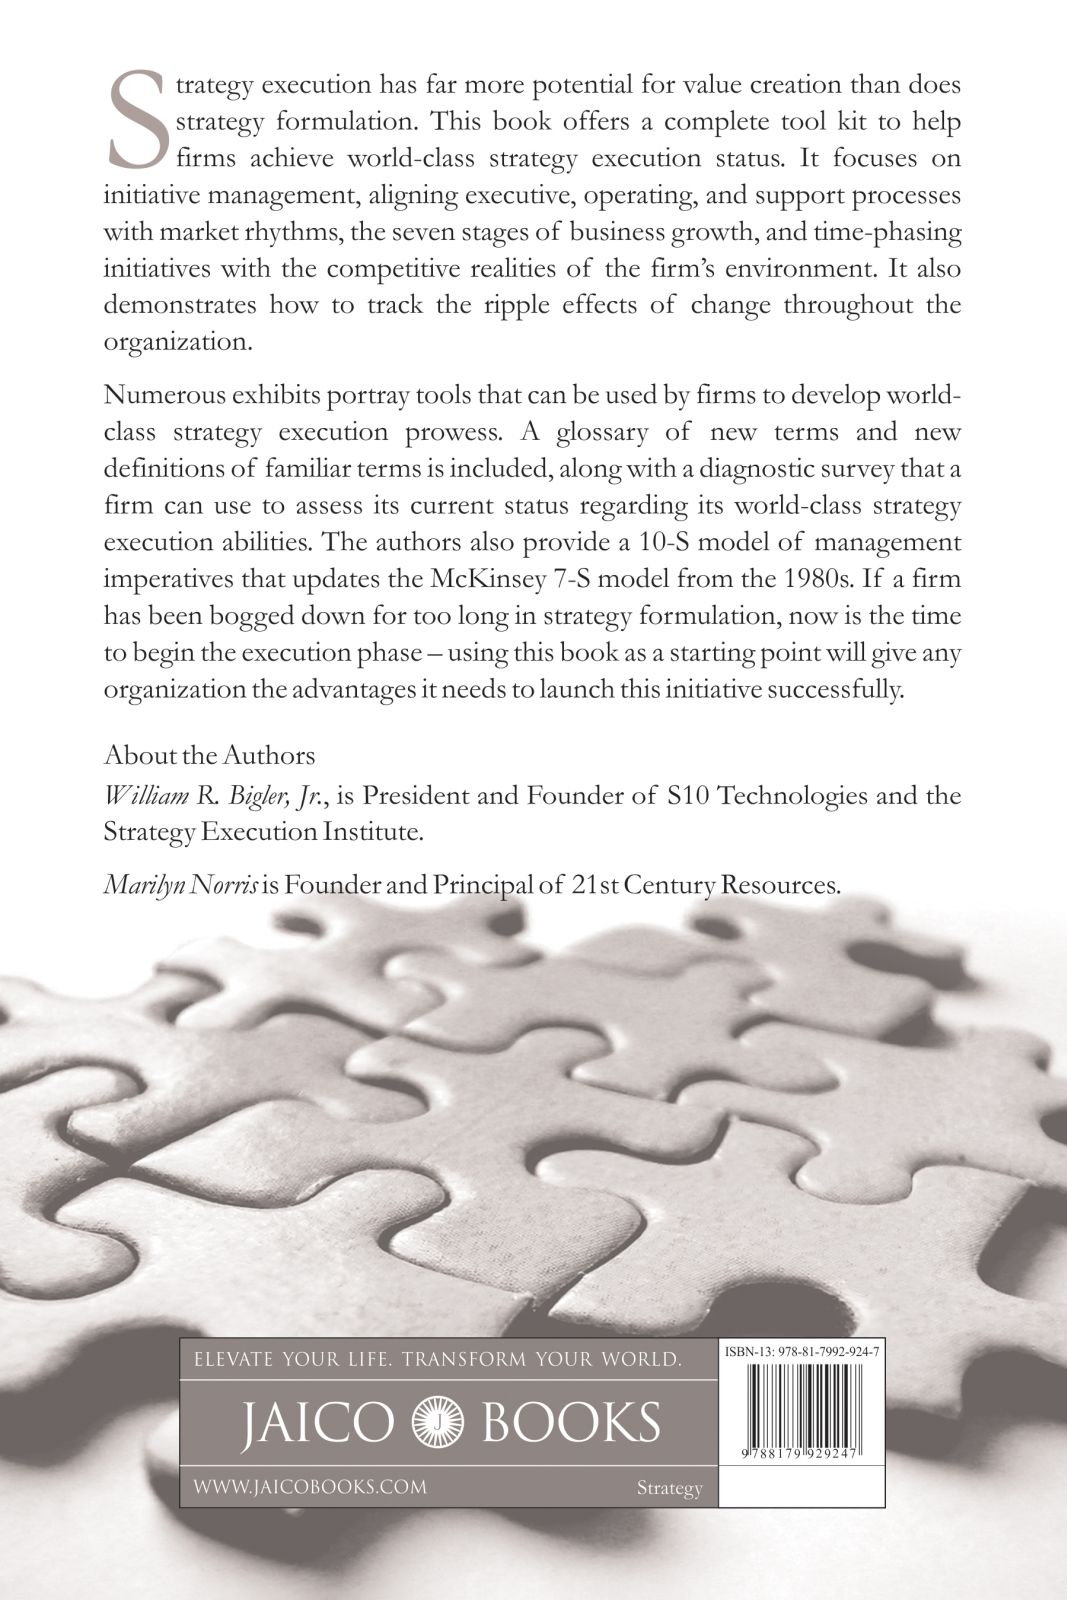 Strategy execution has far more potential for value creation than does
strategy formulation. This book offers a complete tool kit to help
firms achieve world-class strategy execution status. It focuses on
initiative management, aligning executive, operating, and support processes
with market rhythms, the seven stages of business growth, and time-phasing
initiatives with the competitive realities of the firm’s environment. It also
demonstrates how to track the ripple effects of change throughout the
organization.
Numerous exhibits portray tools that can be used by firms to develop world-
class strategy execution prowess. A glossary of new terms and new
definitions of familiar terms is included, along with a diagnostic survey that a
firm can use to assess its current status regarding its world-class strategy
execution abilities. The authors also provide a 10-S model of management
imperatives that updates the McKinsey 7-S model from the 1980s. If a firm
has been bogged down for too long in strategy formulation, now is the time
to begin the execution phase – using this book as a starting point will give any
organization the advantages it needs to launch this initiative successfully.
About the Authors
William R. Bigler, Jr., is President and Founder of S10 Technologies and the
Strategy Execution Institute.
Marilyn Norris is Founder and Principal of 21st Century Resources.
ELEVATE YOUR LIFE. TRANSFORM YOUR WORLD.
JAICO J BOOKS
WWW.JAICOBOOKS.COM
Strategy
ISBN-13: 978-81-7992-924-7
9 788179 929247